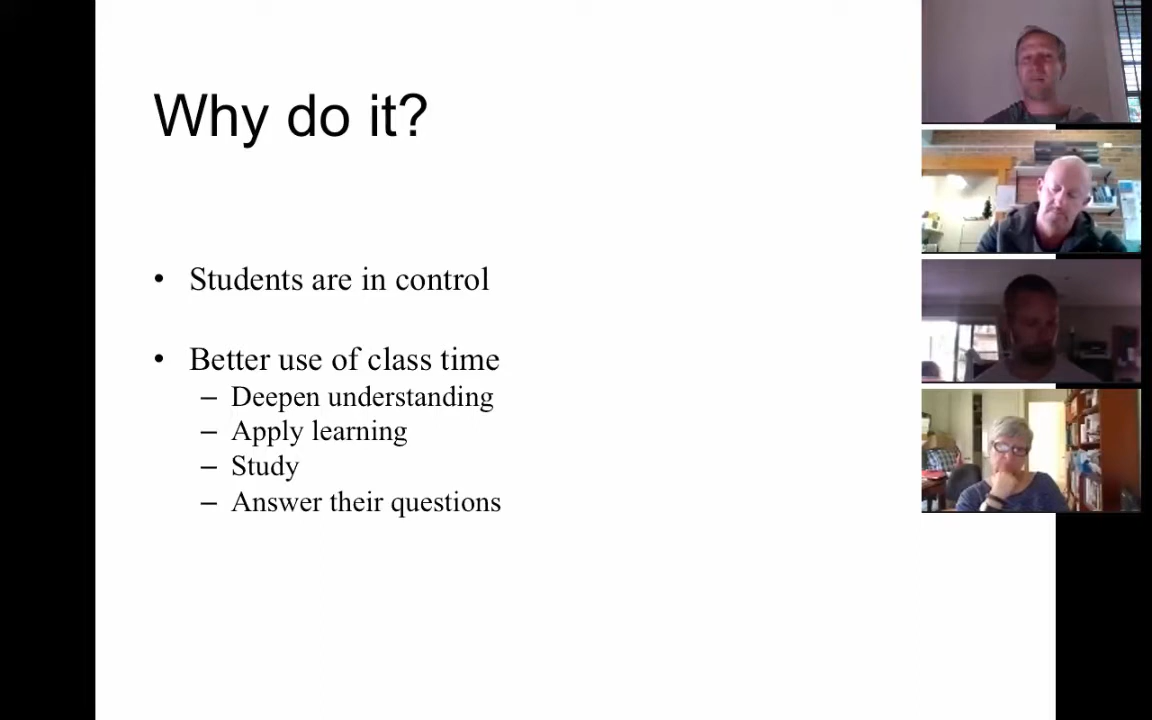 Why do it?
• Students are in control
• Better use of class time
– Deepen understanding
– Apply learning
– Study
– Answer their questions